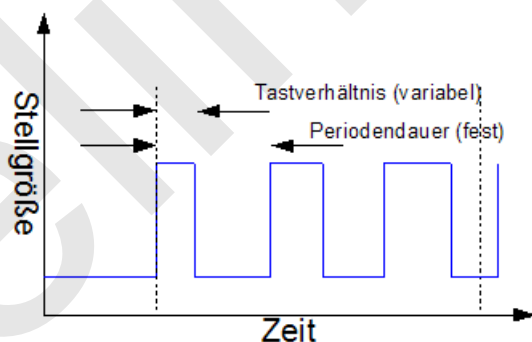 Tastverhältnis (variabel)
Periodendauer (fest)
Stellgröße
Zeit